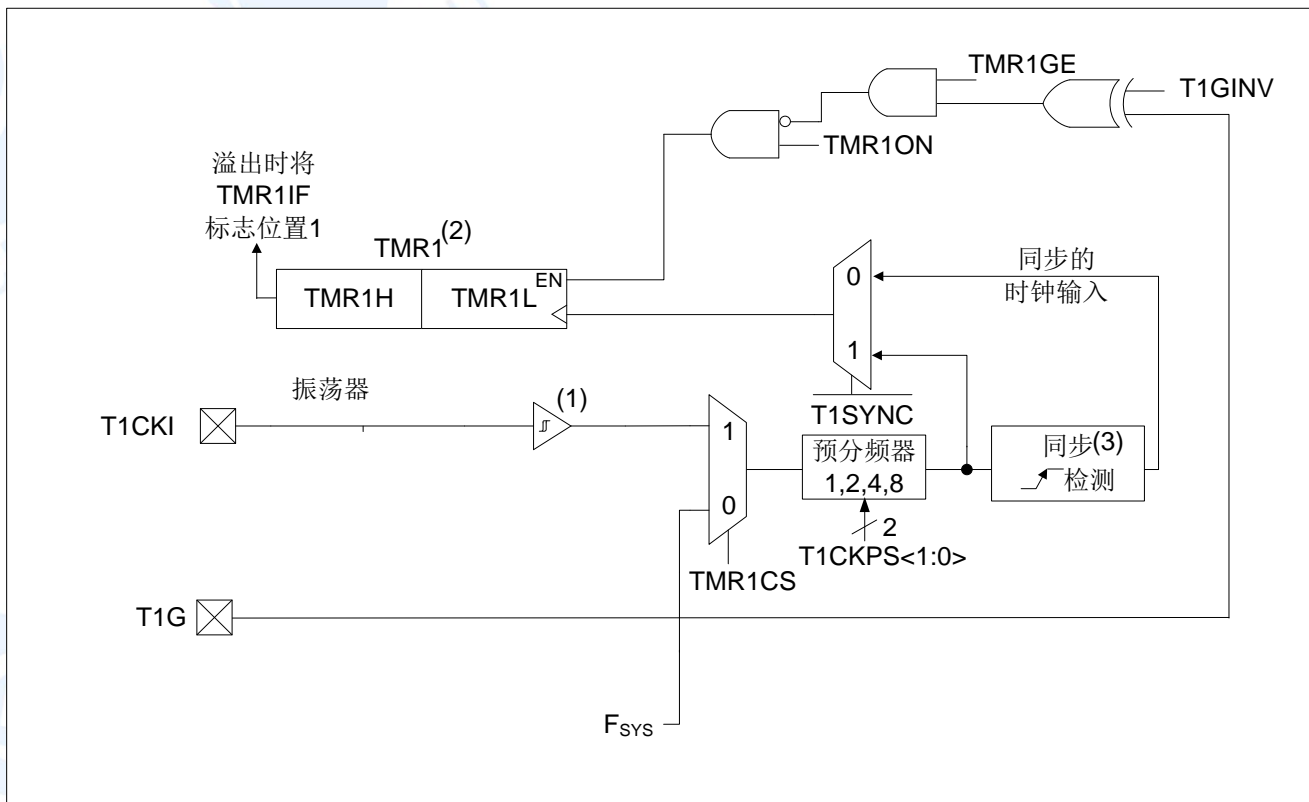 TMR1GE
T1GINV
TMR1ON
溢出时将
TMR1IF
标志位置1
TMR1(2)
EN
TMR1H
TMR1L
0
同步的
时钟输入
1
振荡器
(1)
T1CKI
T1SYNC
1
预分频器
1,2,4,8
同步(3)
检测
0
2
T1CKPS<1:0>
TMR1CS
T1G
FSYS